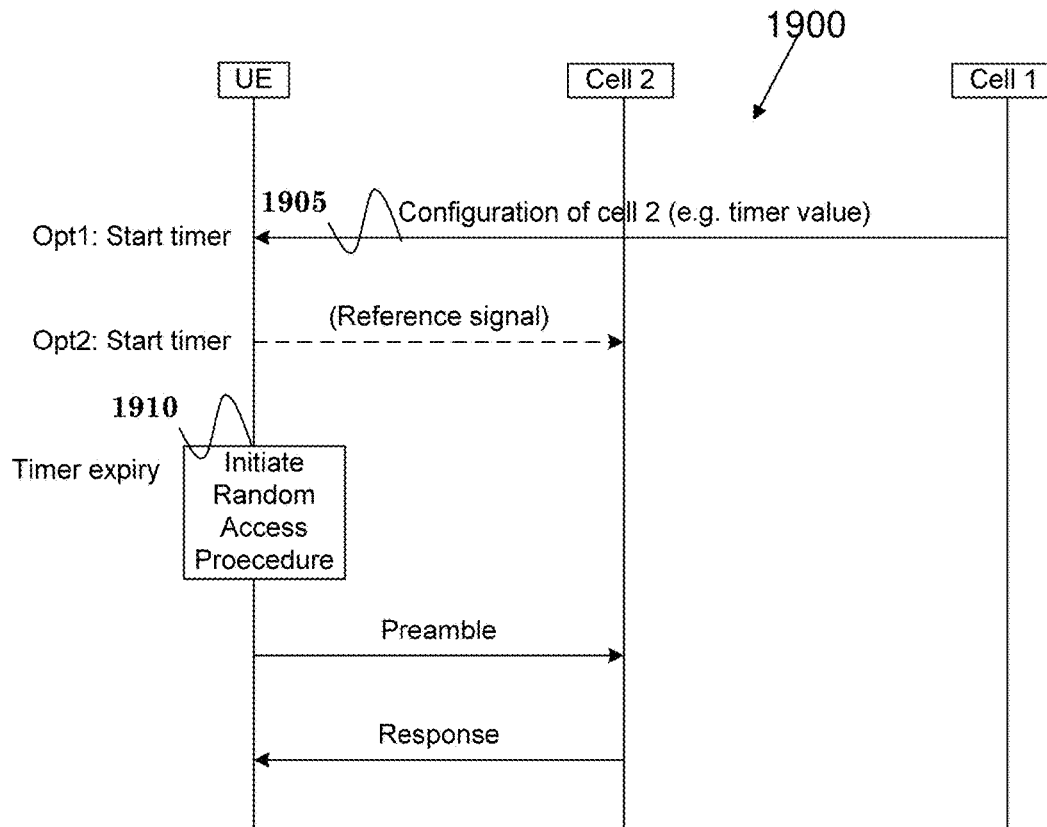 1900
UE
Cell 2
Cell 1
1905
Configuration of cell 2 (e.g. timer value)
Opt1: Start timer
(Reference signal)
Opt2: Start timer
1910
Timer expiry
Initiate
Random
Access
Proecedure
Preamble
Response